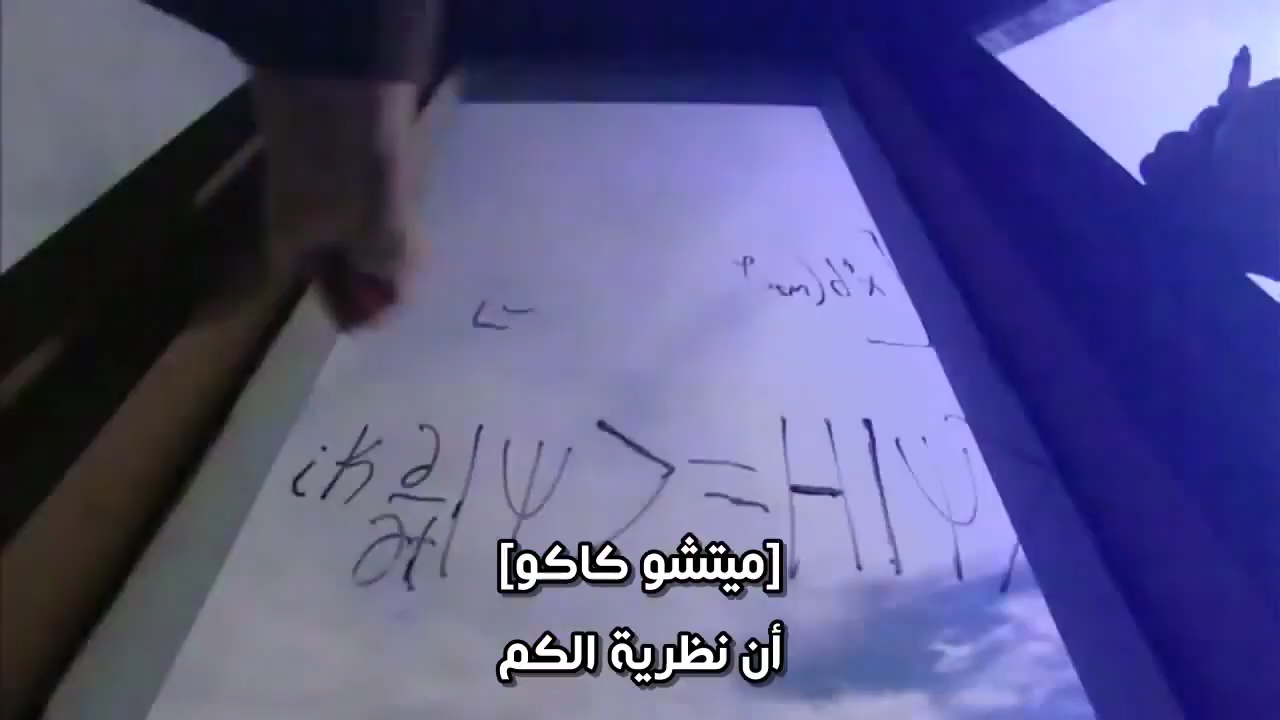 iℏ ∂/∂t |ψ> = H|ψ
[ميتشو كاكو]
أن نظرية الكم